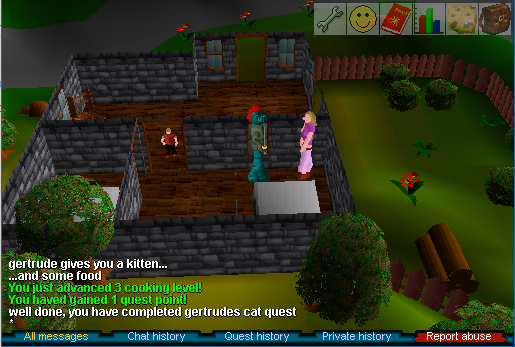 gertrude gives you a kitten...
...and some food
You just advanced 3 cooking level!
You haved gained 1 quest point!
well done, you have completed gertrudes cat quest
*
All messages
Chat history
Quest history
Private history
Report abuse